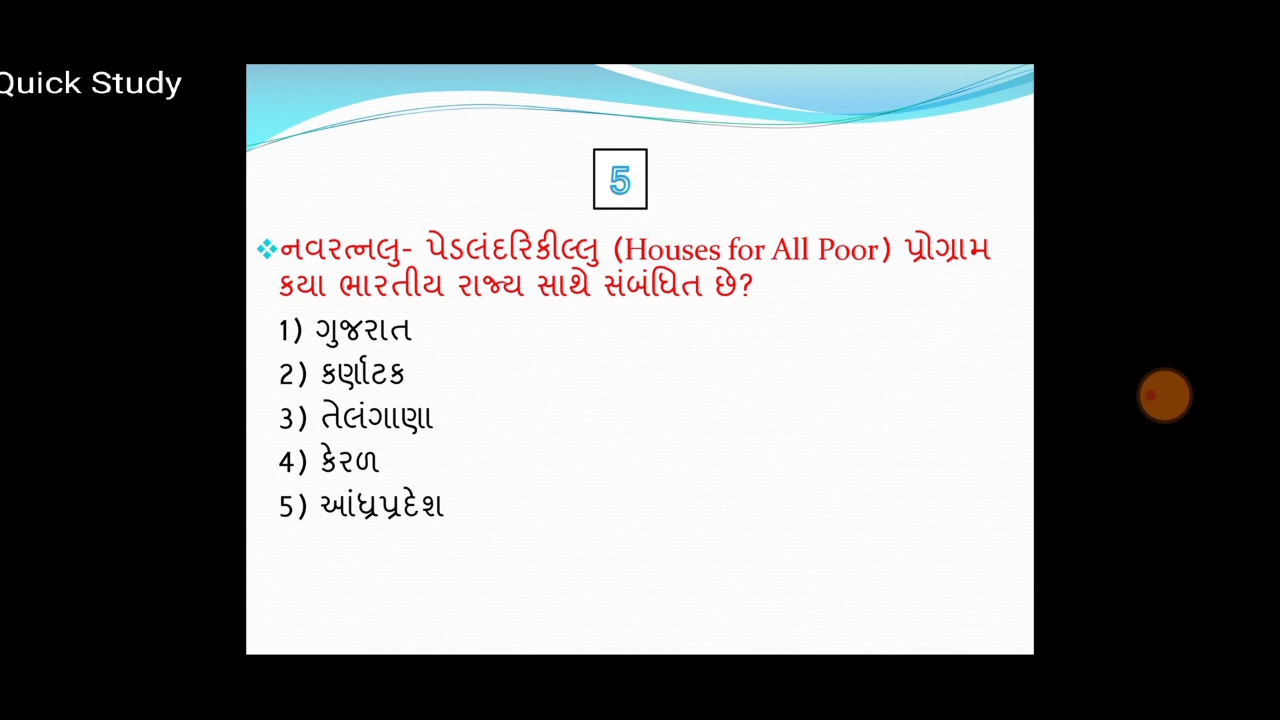 Quick Study
5
❖નવરત્નલુ- પેડલંદરિકીલ્લુ (Houses for All Poor) પ્રોગ્રામ
કયા ભારતીય રાજ્ય સાથે સંબંધિત છે?
1) ગુજરાત
2) કર્ણાટક
3) તેલંગાણા
4) કેરળ
5) આંધ્રપ્રદેશ